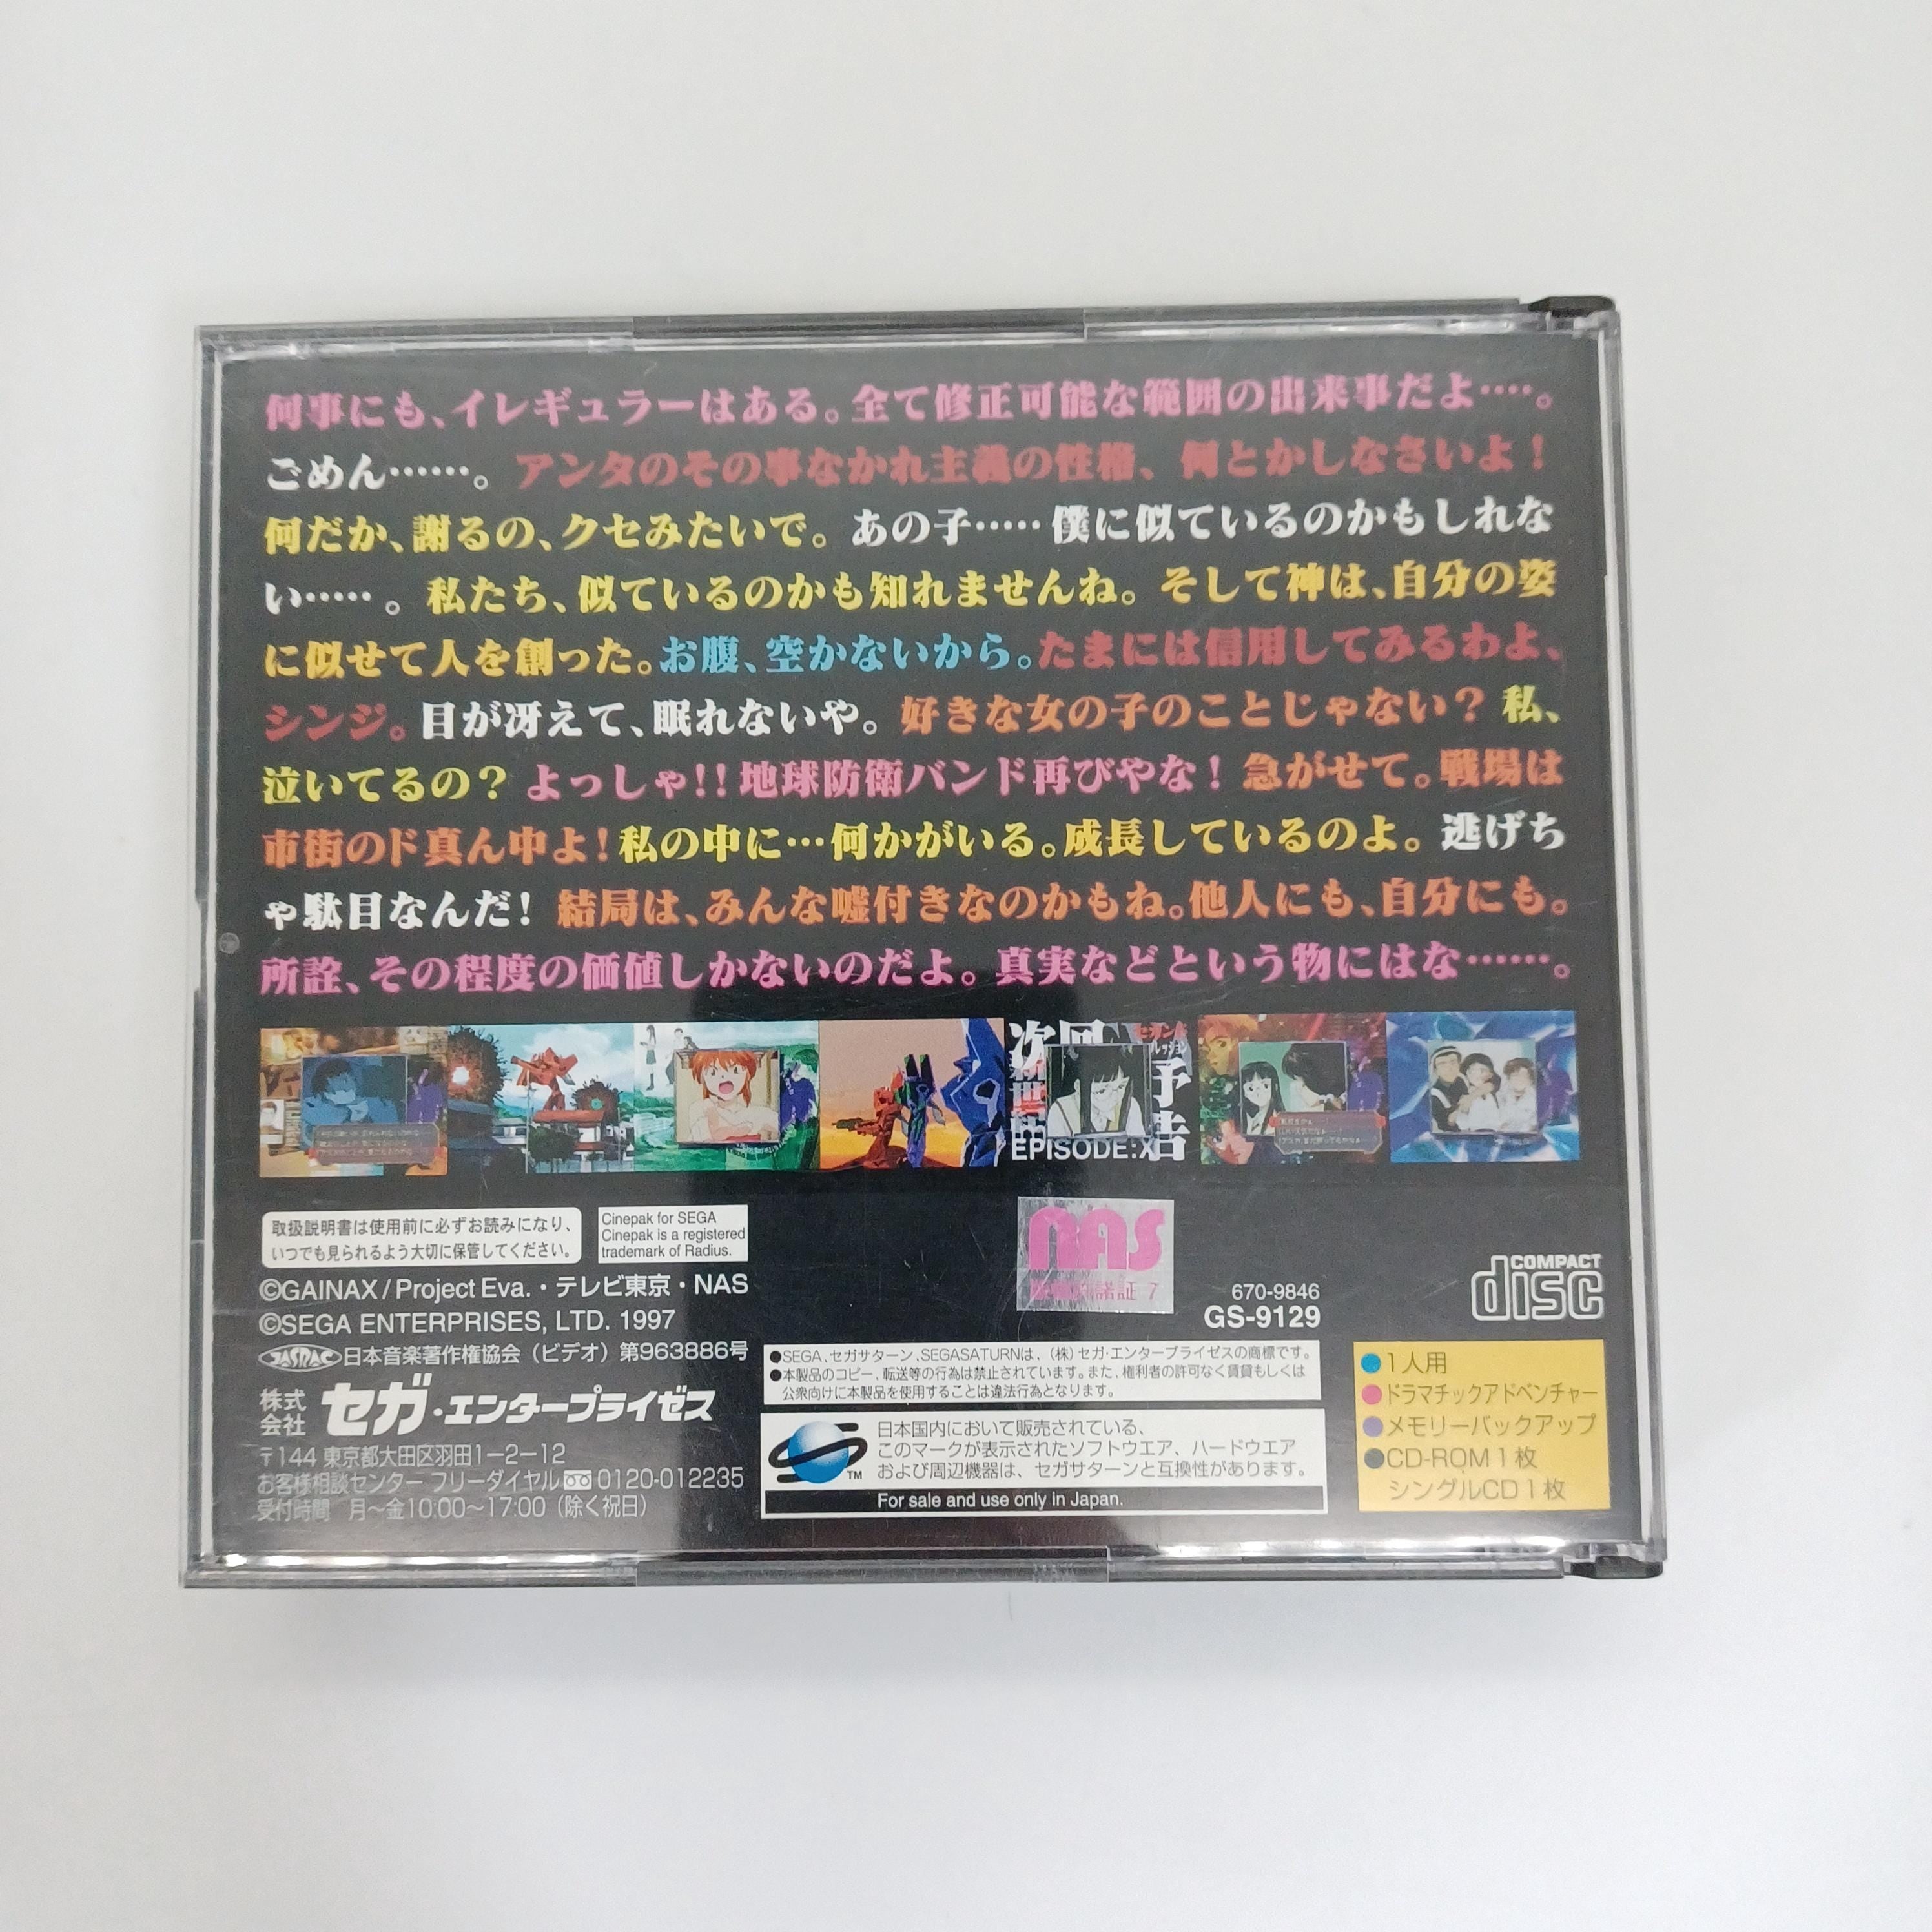 何事にも、イレギュラーはある。全て修正可能な範囲の出来事だよ‥‥。
ごめん……。 アンタのその事なかれ主義の性格、何とかしなさいよ！
何だか、謝るの、クセみたいで。 あの子……僕に似ているのかもしれな
い……。 私たち、似ているのかも知れませんね。 そして神は、自分の姿
に似せて人を創った。お腹、空かないから。たまには信用してみるわよ、
シンジ。目が冴えて、眠れないや。 好きな女の子のことじゃない？ 私、
泣いてるの？ よっしゃ!! 地球防衛バンド再びやな！ 急がせて。戦場は
市街のド真ん中よ！私の中に…何かがいる。成長しているのよ。 逃げち
ゃ駄目なんだ！ 結局は、みんな嘘付きなのかもね。他人にも、自分にも。
所詮、その程度の価値しかないのだよ。真実などという物にはな……。
次回
予告
EPISODE:X
取扱説明書は使用前に必ずお読みになり、
いつでも見られるよう大切に保管してください。
Cinepak for SEGA
Cinepak is a registered
trademark of Radius.
©GAINAX / Project Eva.・テレビ東京・NAS
©SEGA ENTERPRISES, LTD. 1997
JASRAC 日本音楽著作権協会（ビデオ）第963886号
株式会社 セガ・エンタープライゼス
〒144 東京都大田区羽田1－2－12
お客様相談センター フリーダイヤル 0120-012235
受付時間 月～金10:00～17:00（除く祝日）
NAS
670-9846
GS-9129
●SEGA、セガサターン、SEGASATURNは、（株）セガ・エンタープライゼスの商標です。
●本製品のコピー、転送等の行為は禁止されています。また、権利者の許可なく賃貸もしくは
公衆向けに本製品を使用することは違法行為となります。
TM
日本国内において販売されている、
このマークが表示されたソフトウエア、ハードウエア
および周辺機器は、セガサターンと互換性があります。
For sale and use only in Japan.
COMPACT
disc
●1人用
●ドラマチックアドベンチャー
●メモリーバックアップ
●CD-ROM1枚
シングルCD1枚